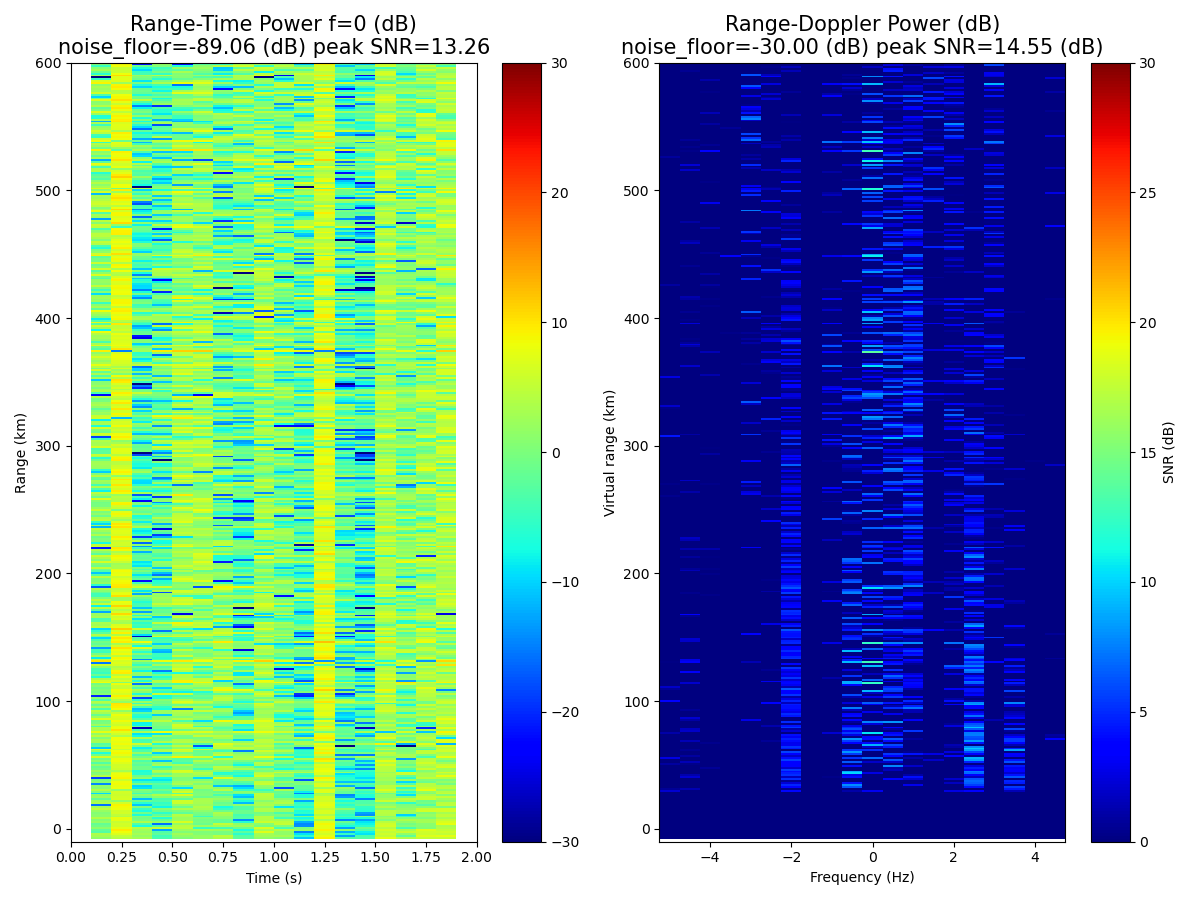 Range-Time Power f=0 (dB)
noise_floor=-89.06 (dB) peak SNR=13.26
Range-Doppler Power (dB)
noise_floor=-30.00 (dB) peak SNR=14.55 (dB)
600
500
400
300
200
100
0
Range (km)
0.00 0.25 0.50 0.75 1.00 1.25 1.50 1.75 2.00
Time (s)
30
20
10
0
−10
−20
−30
600
500
400
300
200
100
0
Virtual range (km)
−4 −2 0 2 4
Frequency (Hz)
30
25
20
15
10
5
0
SNR (dB)